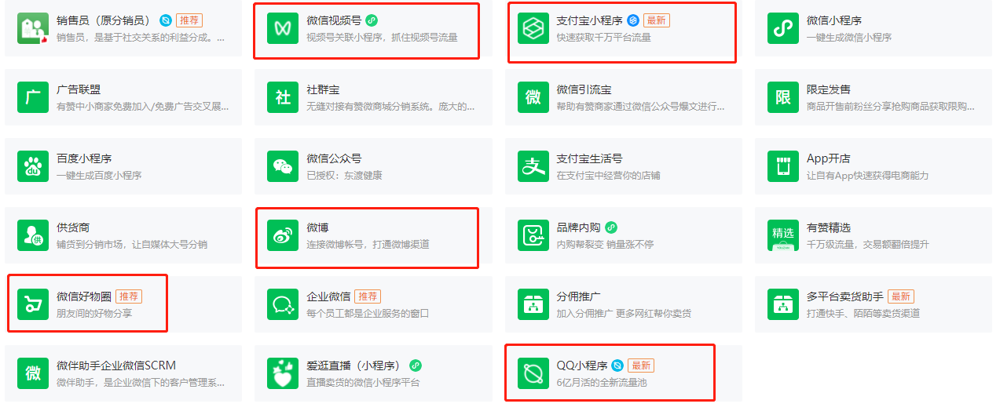 销售员（原分销员） 推荐
销售员，是基于社交关系的利益分成。...
微信视频号
视频号关联小程序，抓住视频号流量
支付宝小程序 最新
快速获取千万平台流量
微信小程序
一键生成微信小程序
广
广告联盟
有赞中小商家免费加入/免费广告交叉展...
社
社群宝
无缝对接有赞微商城分销系统。庞大的...
微
微信引流宝
帮助有赞商家通过微信公众号爆文进行...
限
限定发售
商品开售前粉丝分享抢购商品获取限购...
du
百度小程序
一键生成百度小程序
微信公众号
已授权：东渡健康
支
支付宝生活号
在支付宝中经营你的店铺
App开店
让自有App快速获得电商能力
供
供货商
铺货到分销市场，让自媒体大号分销
微博
连接微博帐号，打通微博渠道
品牌内购
内购帮裂变 销量涨不停
精选
有赞精选
千万级流量，交易额翻倍提升
微信好物圈 推荐
朋友间的好物分享
企业微信 推荐
每个员工都是企业服务的窗口
分佣推广
加入分佣推广 更多网红帮你卖货
多平台卖货助手 最新
打通快手、陌陌等卖货渠道
微
微伴助手企业微信SCRM
微伴助手，是企业微信下的客户管理系...
爱逛直播（小程序）
直播卖货的微信小程序平台
QQ小程序 最新
6亿月活的全新流量池